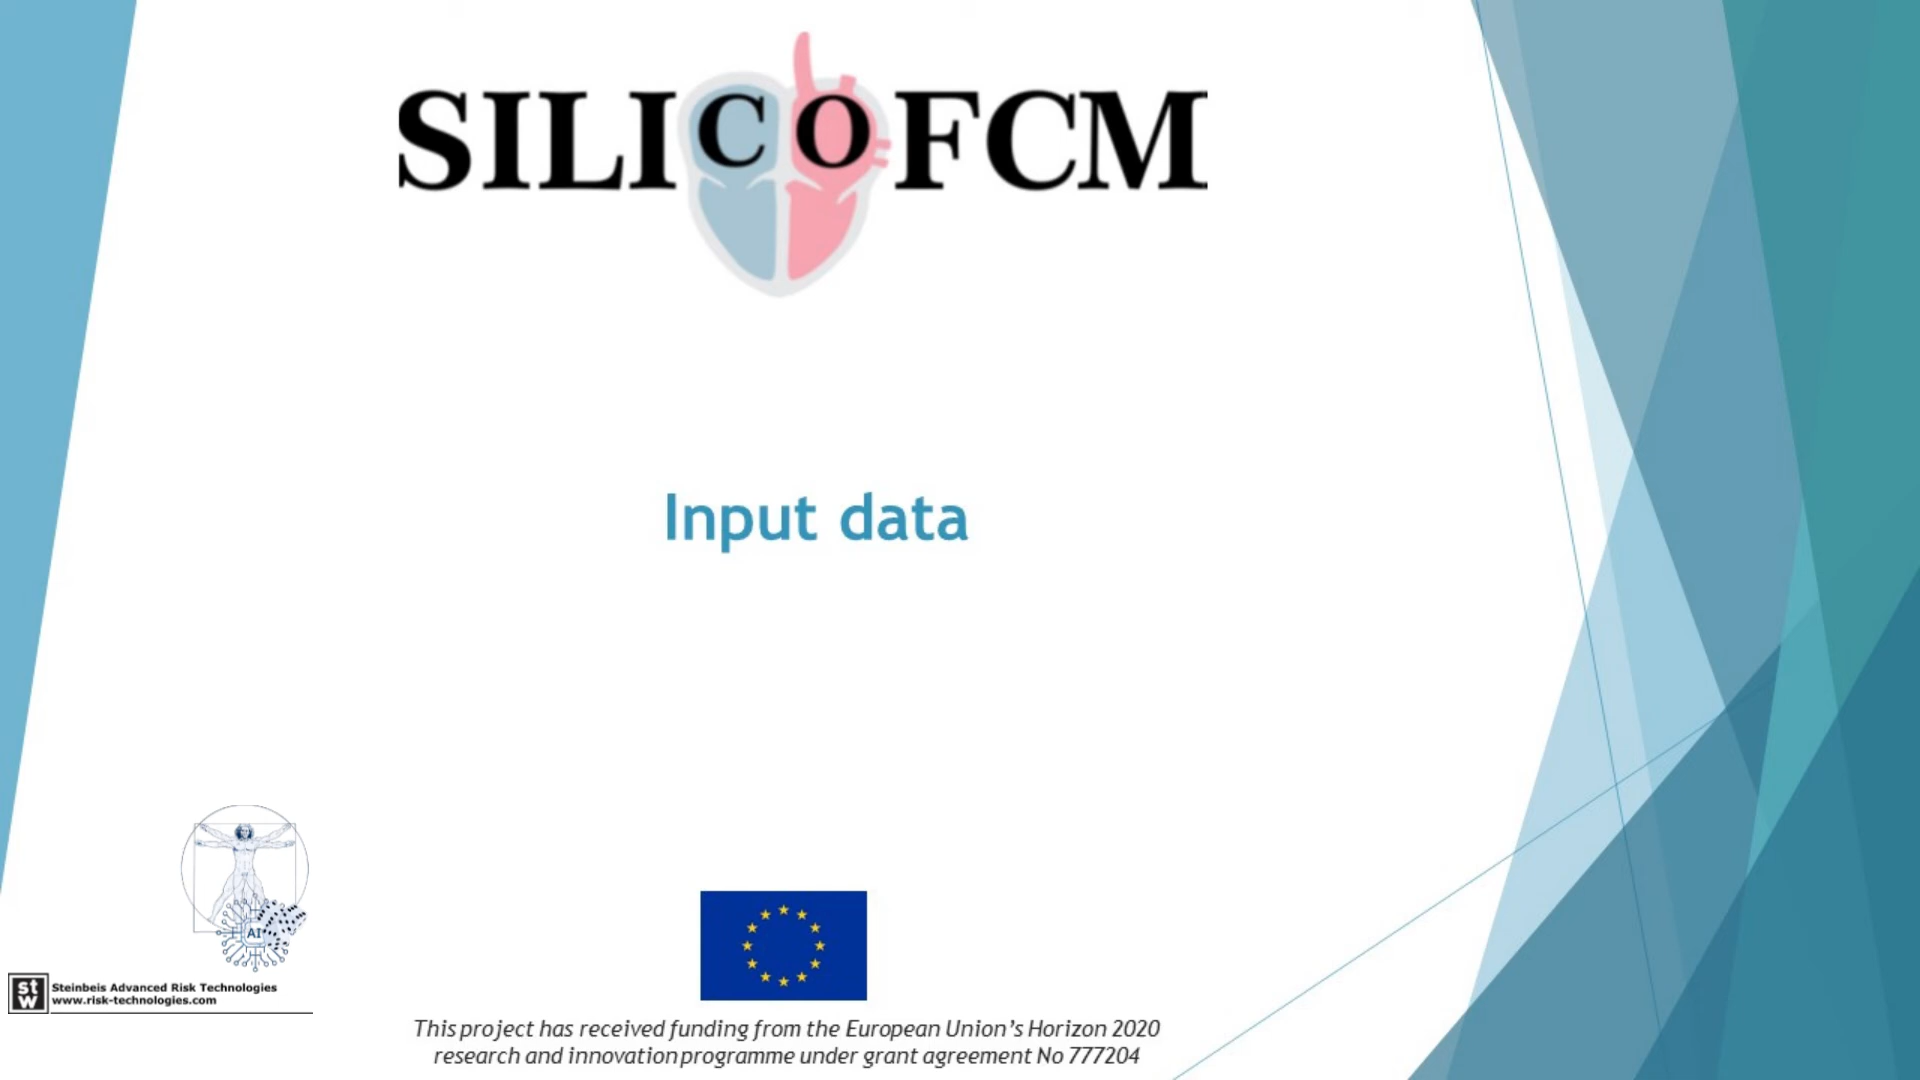 SILICOFCM
Input data
AI
st
w
Steinbeis Advanced Risk Technologies
www.risk-technologies.com
This project has received funding from the European Union's Horizon 2020
research and innovation programme under grant agreement No 777204